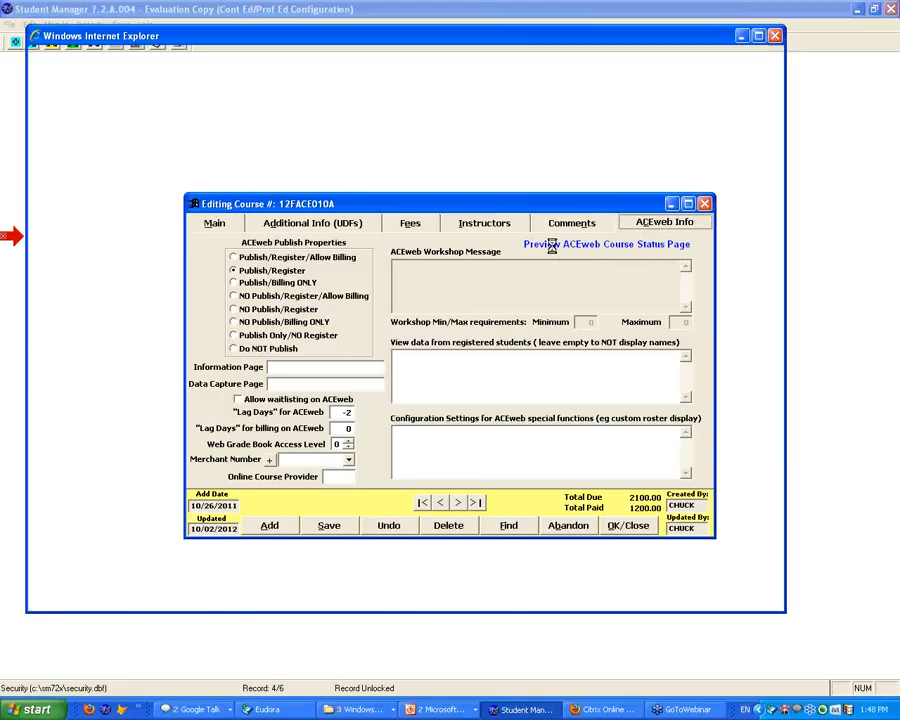 Student Manager 7.2.A.004 - Evaluation Copy (Cont Ed/Prof Ed Configuration)
Windows Internet Explorer
Editing Course #: 12FACE010A
Main
Additional Info (UDFs)
Fees
Instructors
Comments
ACEweb Info
ACEweb Publish Properties
Publish/Register/Allow Billing
Publish/Register
Publish/Billing ONLY
NO Publish/Register/Allow Billing
NO Publish/Register
NO Publish/Billing ONLY
Publish Only/NO Register
Do NOT Publish
Information Page
Data Capture Page
Allow waitlisting on ACEweb
"Lag Days" for ACEweb -2
"Lag Days" for billing on ACEweb 0
Web Grade Book Access Level 0
Merchant Number +
Online Course Provider
Preview ACEweb Course Status Page
ACEweb Workshop Message
Workshop Min/Max requirements: Minimum 0 Maximum 0
View data from registered students ( leave empty to NOT display names)
Configuration Settings for ACEweb special functions (eg custom roster display)
Add Date
10/26/2011
Updated
10/02/2012
|< < > >|
Total Due 2100.00
Total Paid 1200.00
Created By:
CHUCK
Updated By:
CHUCK
Add
Save
Undo
Delete
Find
Abandon
OK/Close
Security (c:\sm72x\security.dbf)
Record: 4/6
Record Unlocked
NUM
start
2 Google Talk
Eudora
3 Windows...
2 Microsoft...
Student Man...
Citrix Online ...
GoToWebinar
EN
1:48 PM